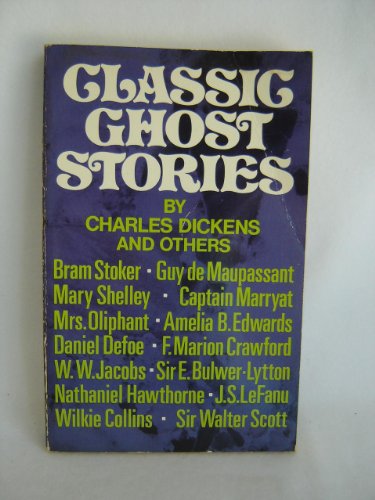 CLASSIC
GHOST
STORIES
BY
CHARLES DICKENS
AND OTHERS
Bram Stoker · Guy de Maupassant
Mary Shelley · Captain Marryat
Mrs. Oliphant · Amelia B. Edwards
Daniel Defoe · F. Marion Crawford
W. W. Jacobs · Sir E. Bulwer-Lytton
Nathaniel Hawthorne · J.S. LeFanu
Wilkie Collins · Sir Walter Scott